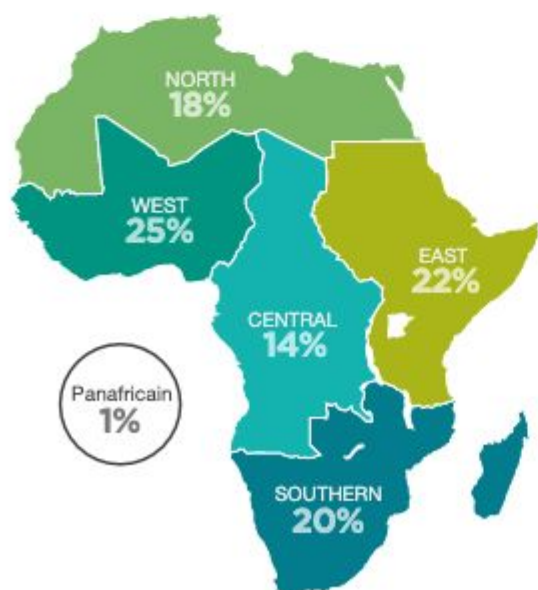 NORTH
18%
WEST
25%
EAST
22%
CENTRAL
14%
Panafricain
1%
SOUTHERN
20%